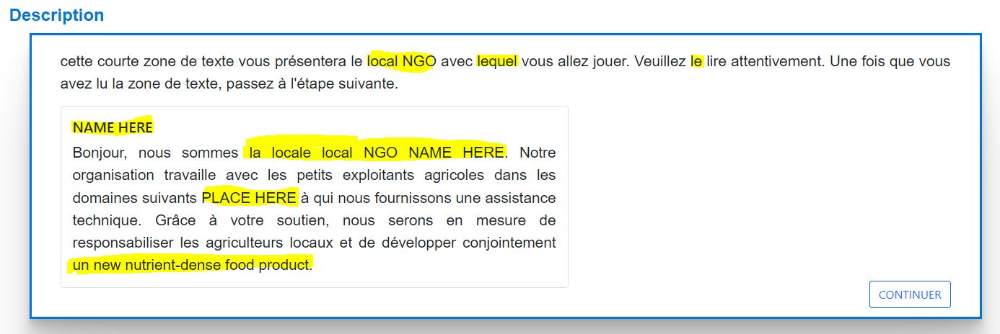 Description
cette courte zone de texte vous présentera le local NGO avec lequel vous allez jouer. Veuillez le lire attentivement. Une fois que vous
avez lu la zone de texte, passez à l'étape suivante.
NAME HERE
Bonjour, nous sommes la locale local NGO NAME HERE. Notre
organisation travaille avec les petits exploitants agricoles dans les
domaines suivants PLACE HERE à qui nous fournissons une assistance
technique. Grâce à votre soutien, nous serons en mesure de
responsabiliser les agriculteurs locaux et de développer conjointement
un new nutrient-dense food product.
CONTINUER